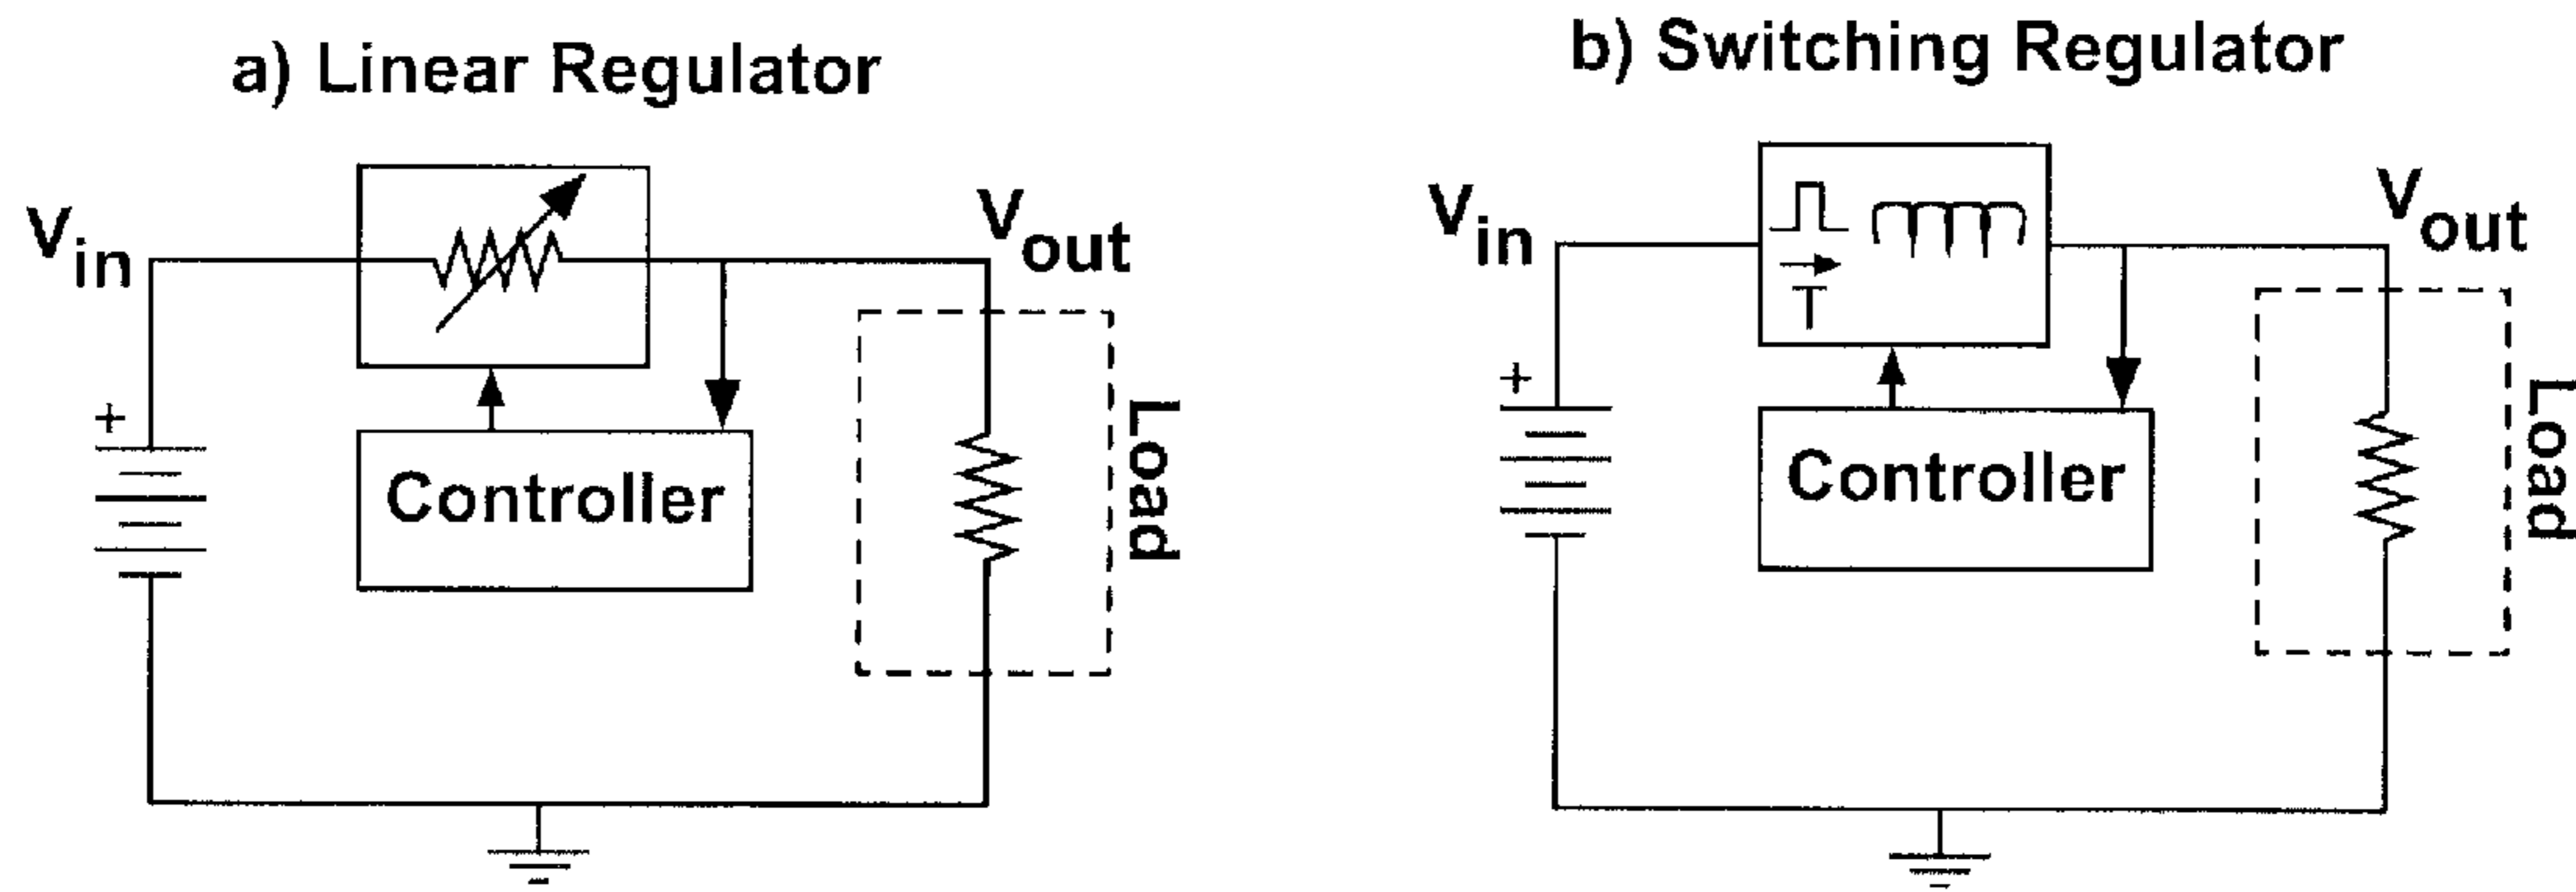 a) Linear Regulator
Vin
Vout
+
Controller
Load
b) Switching Regulator
Vin
Vout
T
+
Controller
Load